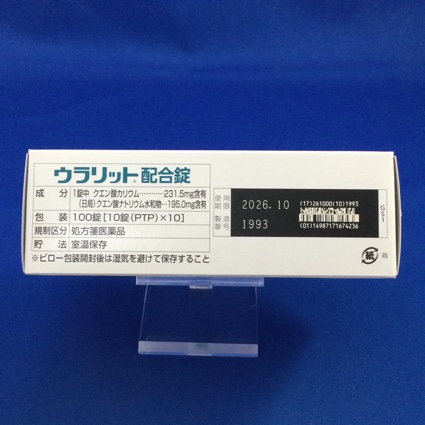 ウラリット®配合錠
成分 1錠中 クエン酸カリウム…………231.5mg含有
(日局)クエン酸ナトリウム水和物…195.0mg含有
包装 100錠[10錠(PTP)×10]
規制区分 処方箋医薬品
貯法 室温保存
※ピロー包装開封後は湿気を避けて保存すること
使用期限 2026.10
製造番号 1993
(17)261000(10)1993
(01)14987171674236
GS1
紙 箱